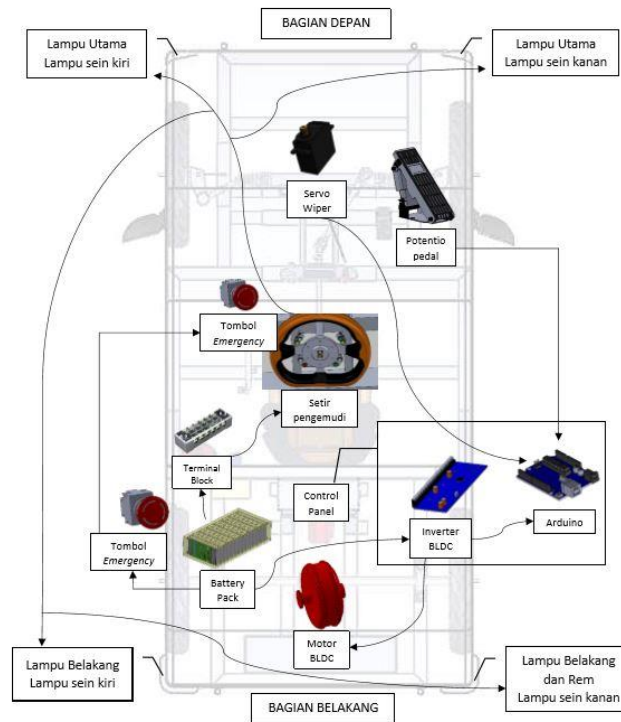 BAGIAN DEPAN
Lampu Utama
Lampu sein kiri
Lampu Utama
Lampu sein kanan
Servo
Wiper
Potentio
pedal
Tombol
Emergency
Setir
pengemudi
Terminal
Block
Control
Panel
Inverter
BLDC
Arduino
Tombol
Emergency
Battery
Pack
Motor
BLDC
Lampu Belakang
Lampu sein kiri
Lampu Belakang
dan Rem
Lampu sein kanan
BAGIAN BELAKANG